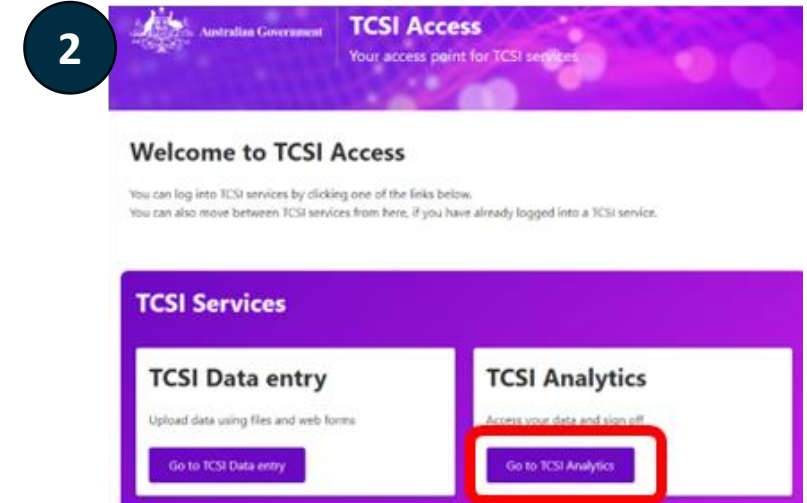 2
Australian Government
TCSI Access
Your access point for TCSI services
Welcome to TCSI Access
You can log into TCSI services by clicking one of the links below.
You can also move between TCSI services from here, if you have already logged into a TCSI service.
TCSI Services
TCSI Data entry
Upload data using files and web forms
Go to TCSI Data entry
TCSI Analytics
Access your data and sign off
Go to TCSI Analytics